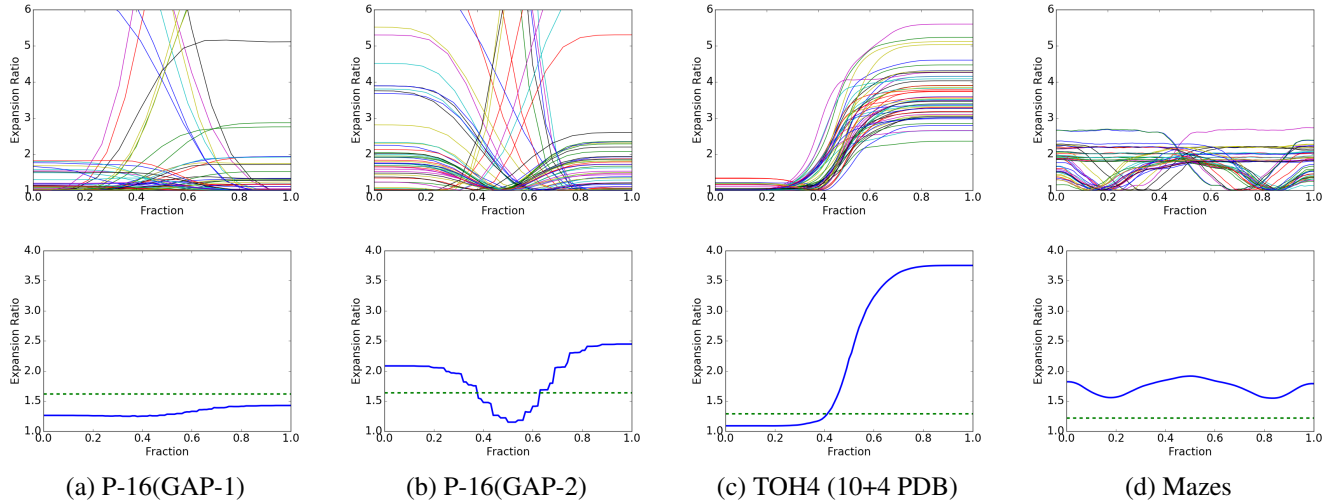 6
5
4
3
2
1
0.0 0.2 0.4 0.6 0.8 1.0
Fraction
Expansion Ratio
6
5
4
3
2
1
0.0 0.2 0.4 0.6 0.8 1.0
Fraction
Expansion Ratio
6
5
4
3
2
1
0.0 0.2 0.4 0.6 0.8 1.0
Fraction
Expansion Ratio
6
5
4
3
2
1
0.0 0.2 0.4 0.6 0.8 1.0
Fraction
Expansion Ratio
4.0
3.5
3.0
2.5
2.0
1.5
1.0
0.0 0.2 0.4 0.6 0.8 1.0
Fraction
Expansion Ratio
4.0
3.5
3.0
2.5
2.0
1.5
1.0
0.0 0.2 0.4 0.6 0.8 1.0
Fraction
Expansion Ratio
4.0
3.5
3.0
2.5
2.0
1.5
1.0
0.0 0.2 0.4 0.6 0.8 1.0
Fraction
Expansion Ratio
4.0
3.5
3.0
2.5
2.0
1.5
1.0
0.0 0.2 0.4 0.6 0.8 1.0
Fraction
Expansion Ratio
(a) P-16(GAP-1)
(b) P-16(GAP-2)
(c) TOH4 (10+4 PDB)
(d) Mazes